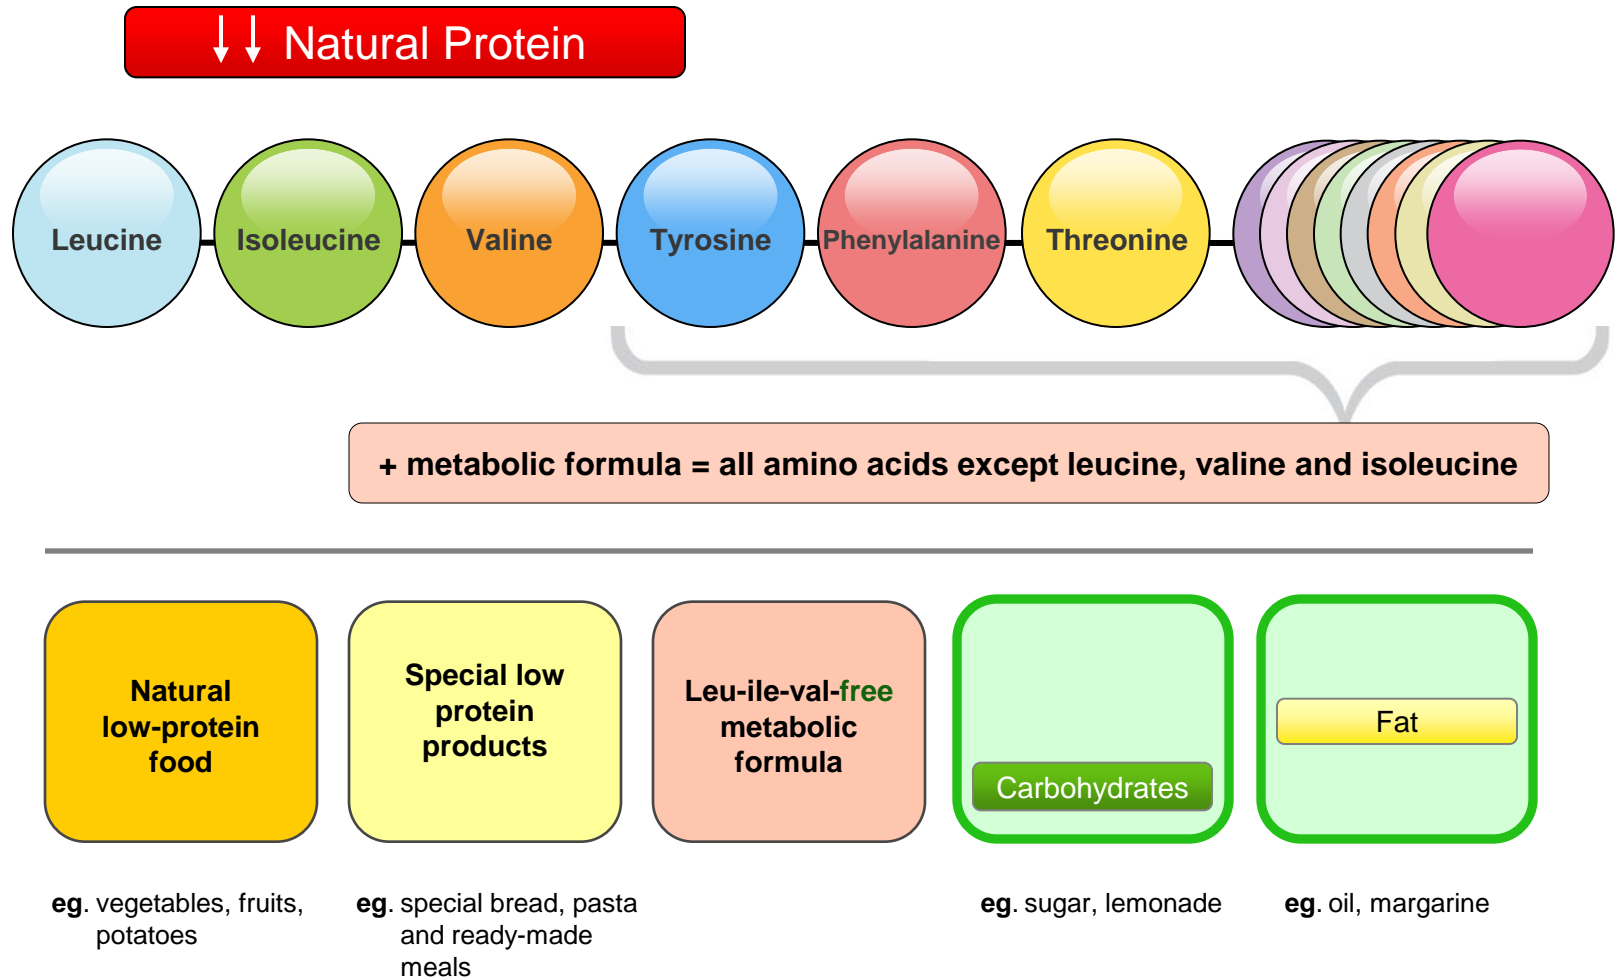 ↓↓ Natural Protein
Leucine
Isoleucine
Valine
Tyrosine
Phenylalanine
Threonine
+ metabolic formula = all amino acids except leucine, valine and isoleucine
Natural
low-protein
food
Special low
protein
products
Leu-ile-val-free
metabolic
formula
Carbohydrates
Fat
eg. vegetables, fruits,
potatoes
eg. special bread, pasta
and ready-made
meals
eg. sugar, lemonade
eg. oil, margarine